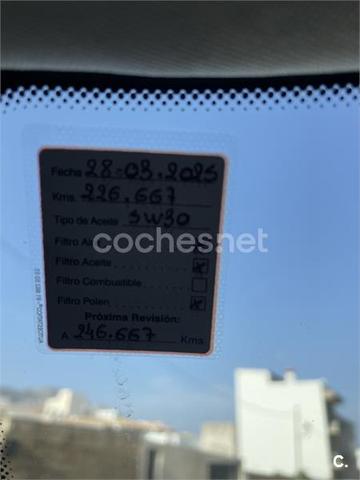 Fecha 28-03.2025
Kms. 226.667
Tipo de Aceite 5W30
Filtro
coches.net
Filtro Aceite
Filtro Combustible
Filtro Polen
Próxima Revisión:
A 246.667 Kms
C.